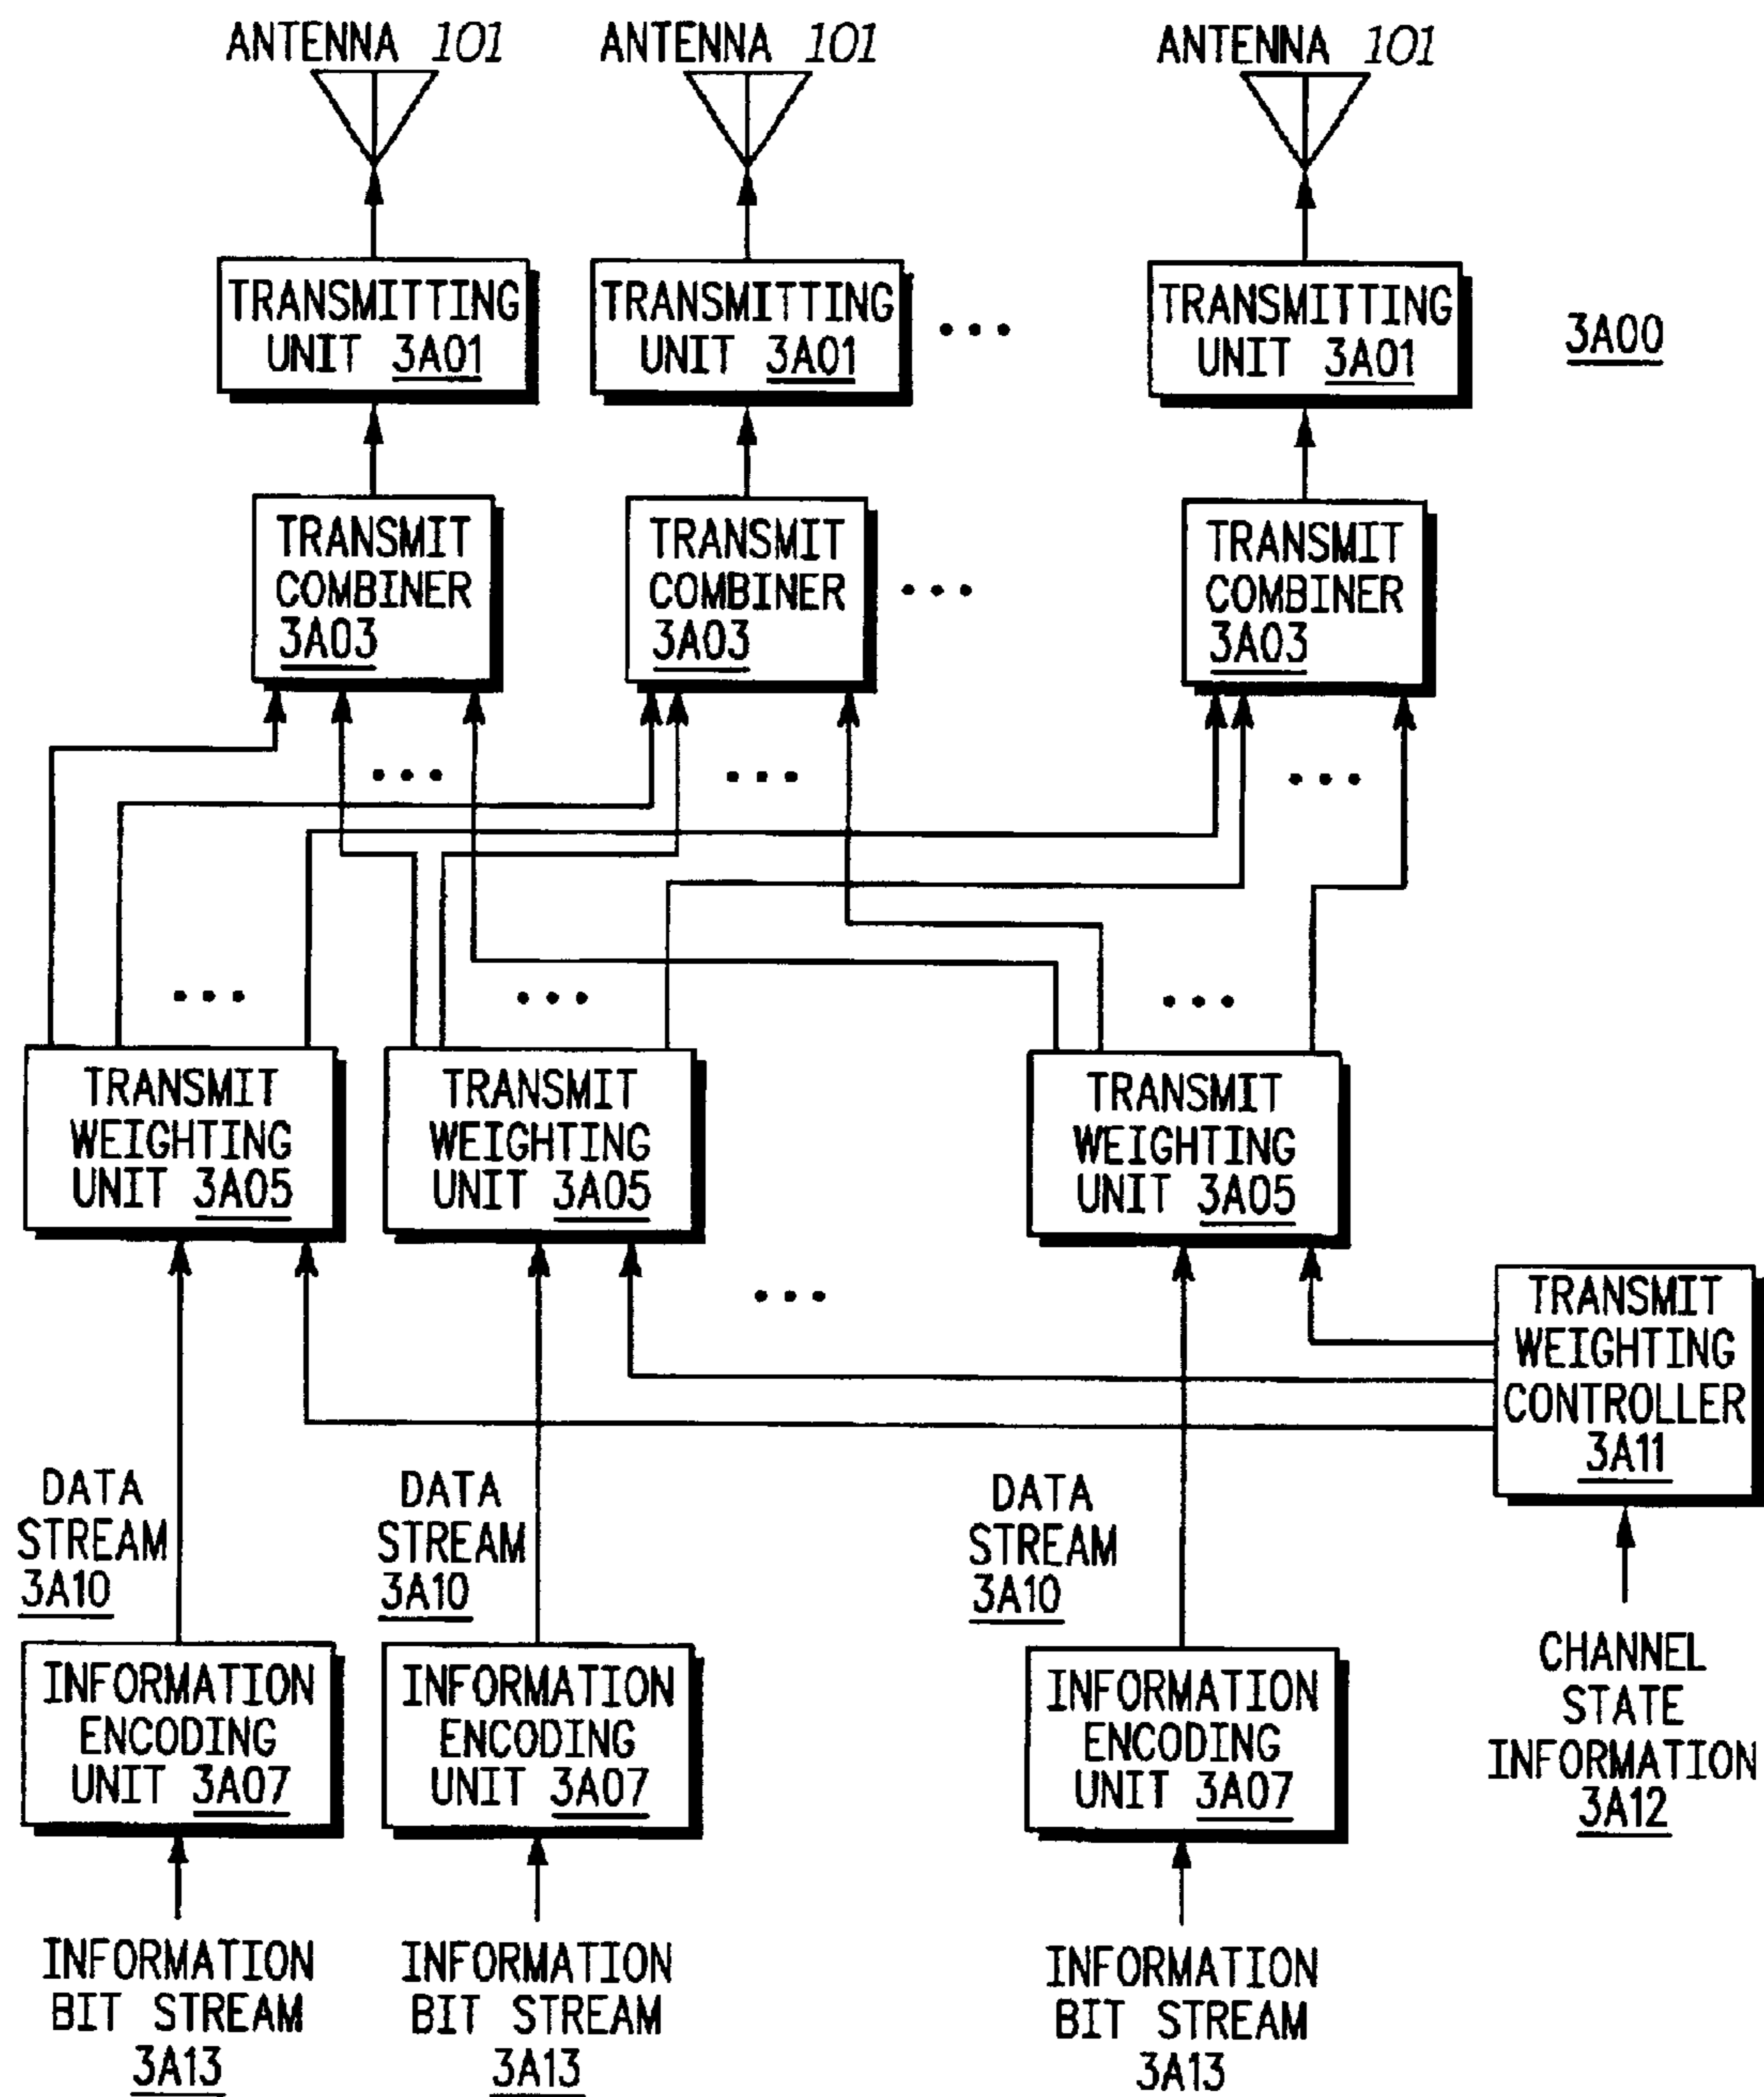 ANTENNA 101
ANTENNA 101
ANTENNA 101
TRANSMITTING
UNIT 3A01
TRANSMITTING
UNIT 3A01
TRANSMITTING
UNIT 3A01
3A00
TRANSMIT
COMBINER
3A03
TRANSMIT
COMBINER
3A03
TRANSMIT
COMBINER
3A03
TRANSMIT
WEIGHTING
UNIT 3A05
TRANSMIT
WEIGHTING
UNIT 3A05
TRANSMIT
WEIGHTING
UNIT 3A05
TRANSMIT
WEIGHTING
CONTROLLER
3A11
DATA
STREAM
3A10
DATA
STREAM
3A10
DATA
STREAM
3A10
CHANNEL
STATE
INFORMATION
3A12
INFORMATION
ENCODING
UNIT 3A07
INFORMATION
ENCODING
UNIT 3A07
INFORMATION
ENCODING
UNIT 3A07
INFORMATION
BIT STREAM
3A13
INFORMATION
BIT STREAM
3A13
INFORMATION
BIT STREAM
3A13